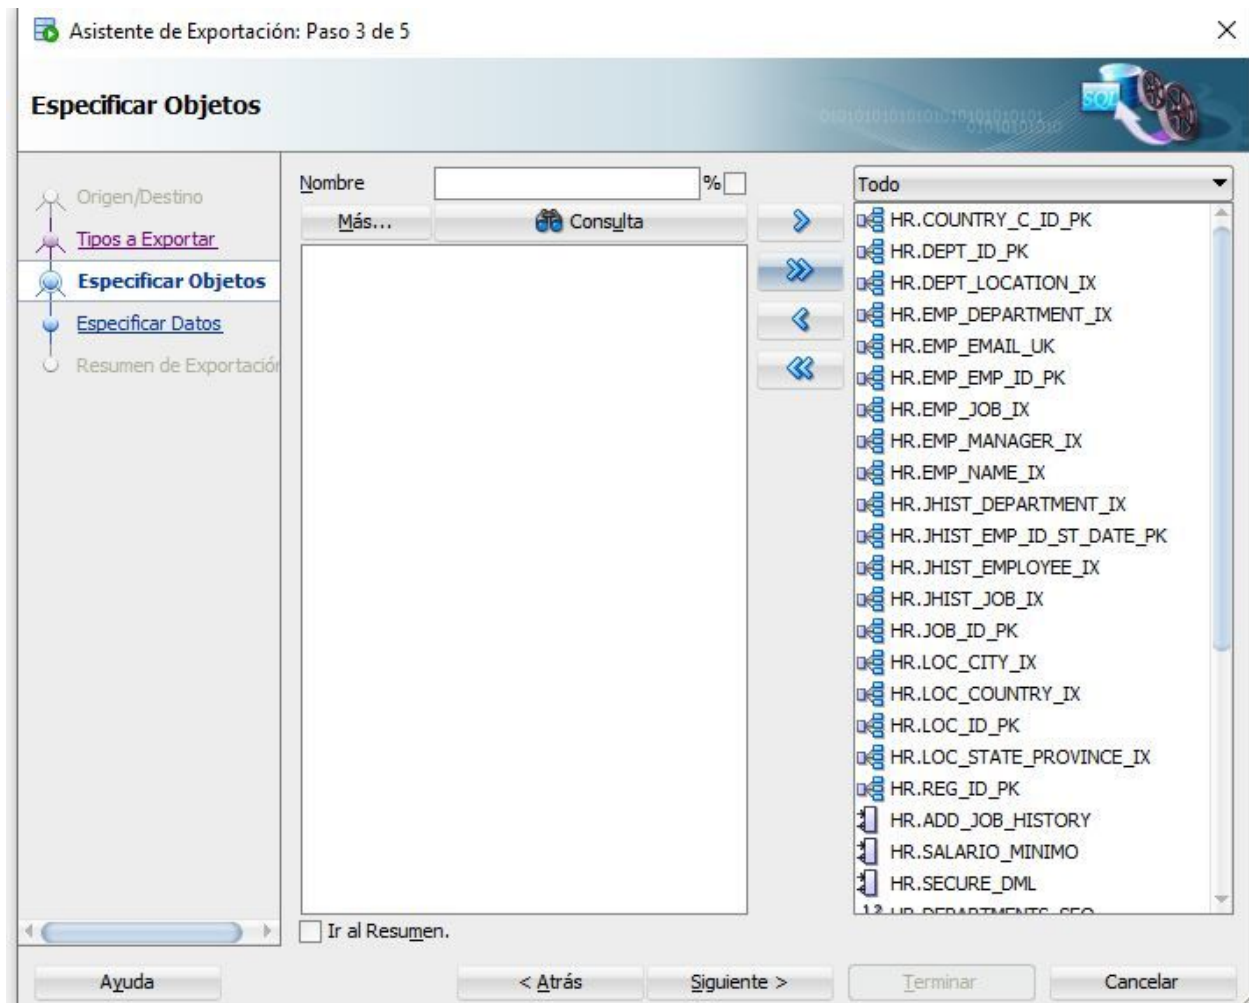 Asistente de Exportación: Paso 3 de 5
Especificar Objetos
SQL
Origen/Destino
Tipos a Exportar
Especificar Objetos
Especificar Datos
Resumen de Exportación
Nombre
%
Más...
Consulta
Todo
HR.COUNTRY_C_ID_PK
HR.DEPT_ID_PK
HR.DEPT_LOCATION_IX
HR.EMP_DEPARTMENT_IX
HR.EMP_EMAIL_UK
HR.EMP_EMP_ID_PK
HR.EMP_JOB_IX
HR.EMP_MANAGER_IX
HR.EMP_NAME_IX
HR.JHIST_DEPARTMENT_IX
HR.JHIST_EMP_ID_ST_DATE_PK
HR.JHIST_EMPLOYEE_IX
HR.JHIST_JOB_IX
HR.JOB_ID_PK
HR.LOC_CITY_IX
HR.LOC_COUNTRY_IX
HR.LOC_ID_PK
HR.LOC_STATE_PROVINCE_IX
HR.REG_ID_PK
HR.ADD_JOB_HISTORY
HR.SALARIO_MINIMO
HR.SECURE_DML
HR.DEPARTMENTS_SEQ
Ir al Resumen.
Ayuda
< Atrás
Siguiente >
Terminar
Cancelar